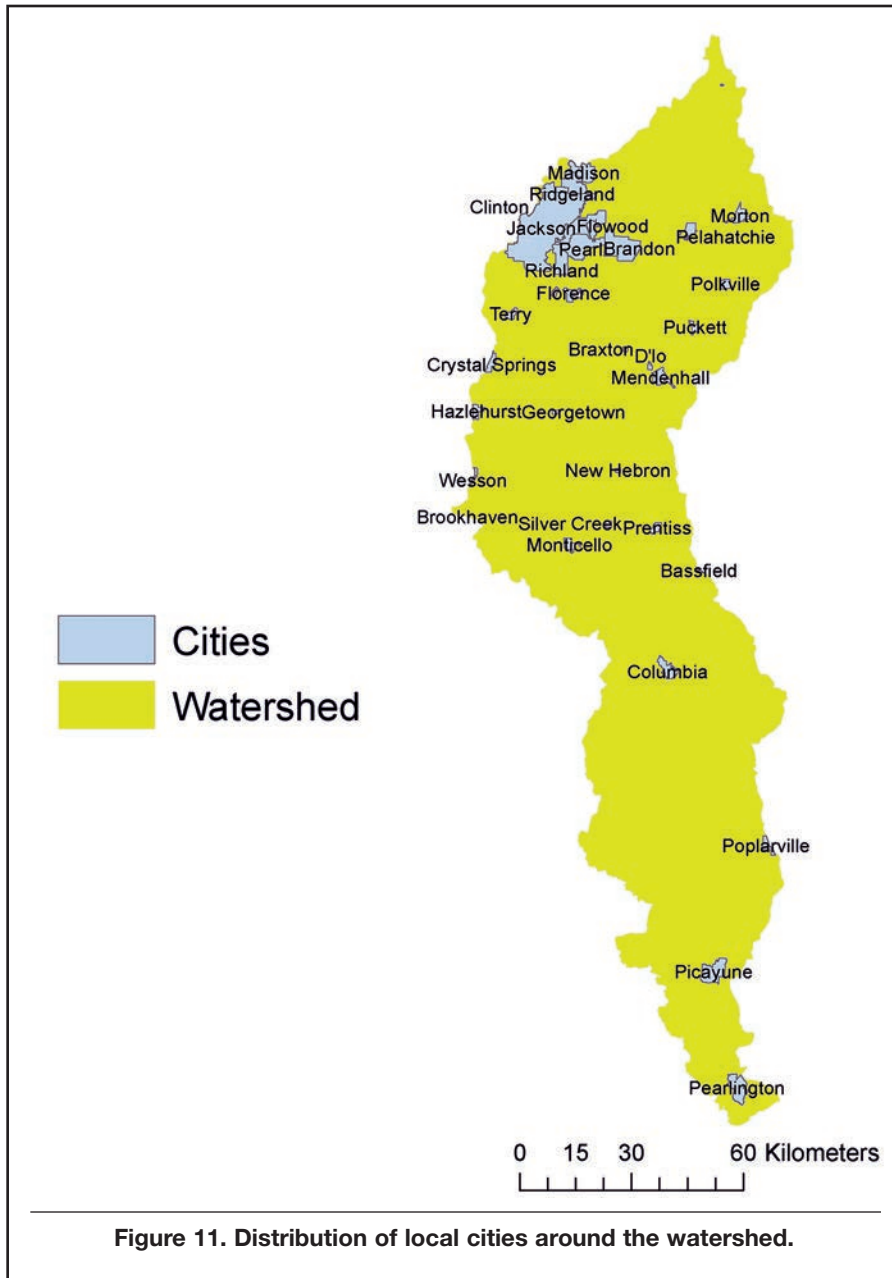 Madison
Ridgeland
Clinton
Morton
Jackson
Flowood
Pelahatchie
Pearl
Brandon
Richland
Polkville
Florence
Terry
Puckett
Braxton
D'lo
Crystal Springs
Mendenhall
Hazlehurst
Georgetown
Wesson
New Hebron
Brookhaven
Silver Creek
Prentiss
Monticello
Bassfield
Cities
Columbia
Watershed
Poplarville
Picayune
Pearlington
0 15 30 60 Kilometers
Figure 11. Distribution of local cities around the watershed.